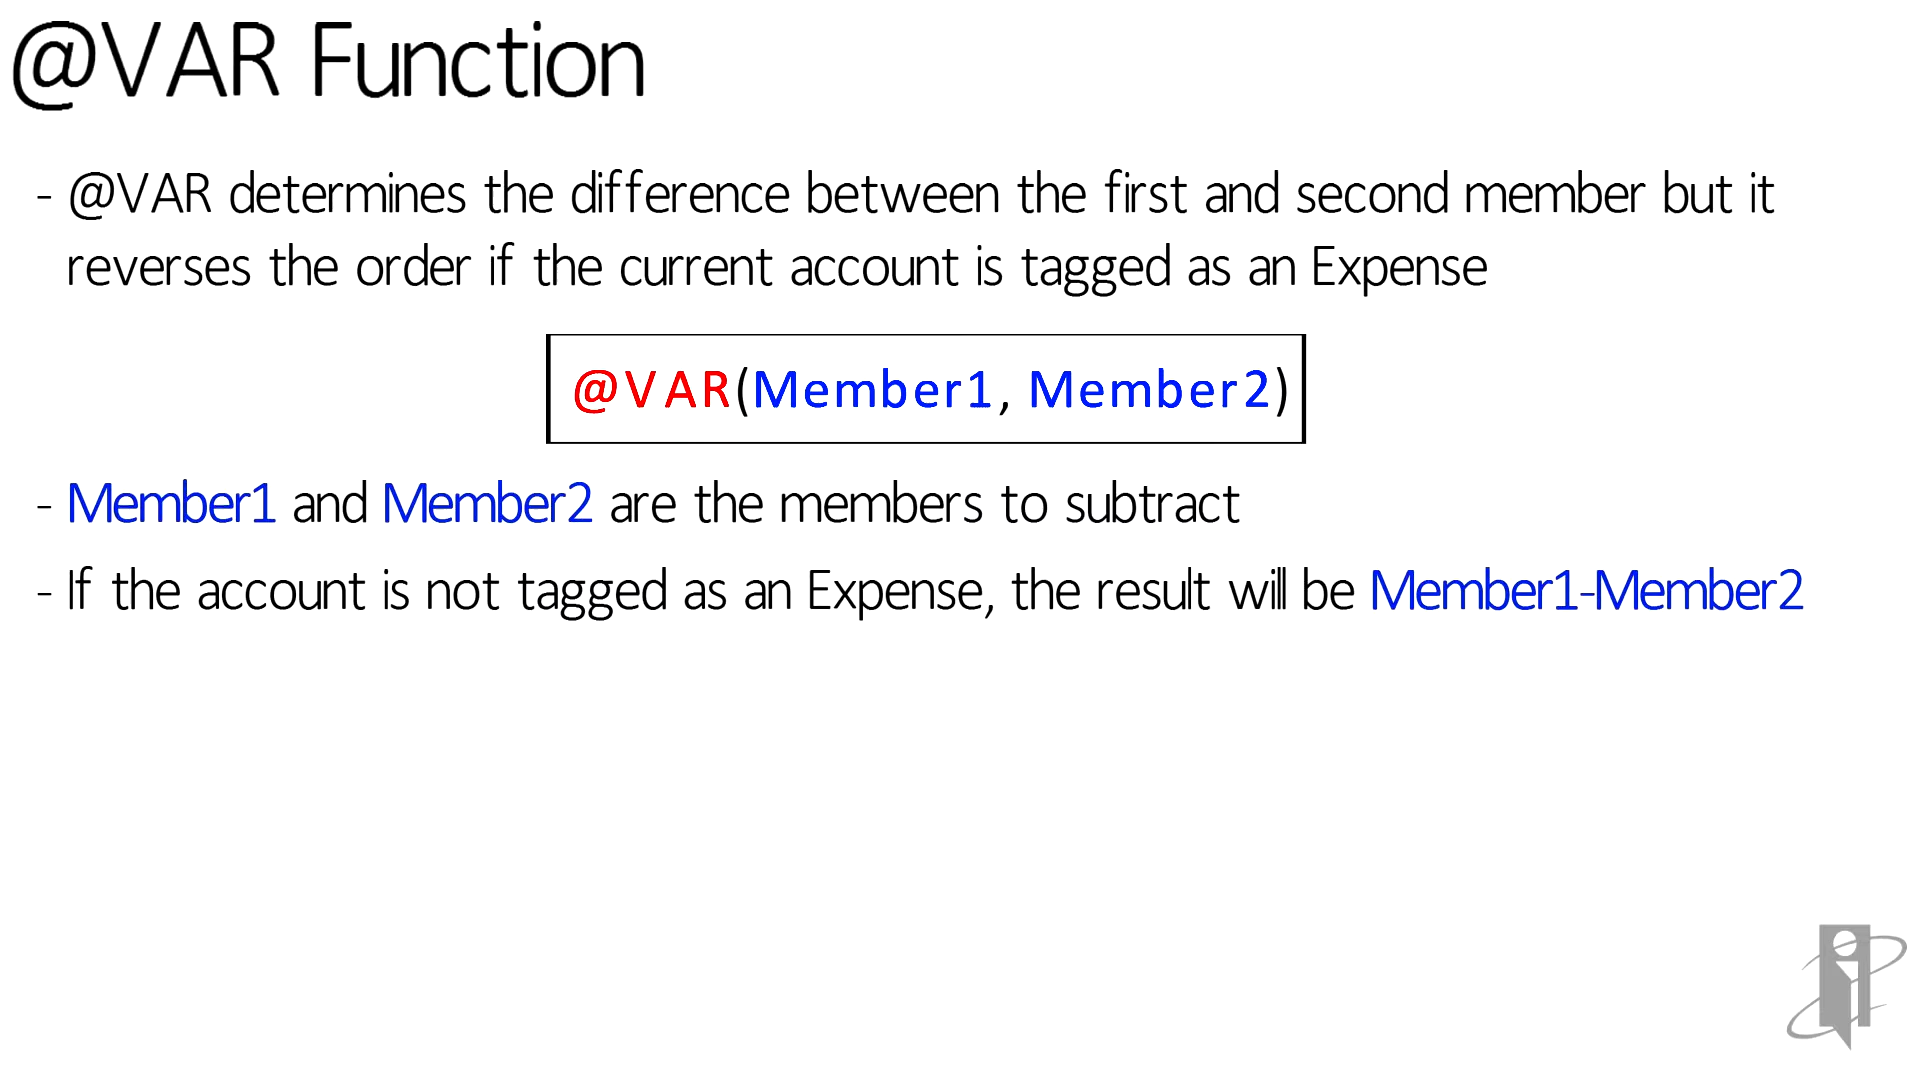 @VAR Function
- @VAR determines the difference between the first and second member but it
reverses the order if the current account is tagged as an Expense
@VAR(Member1, Member2)
- Member1 and Member2 are the members to subtract
- If the account is not tagged as an Expense, the result will be Member1-Member2